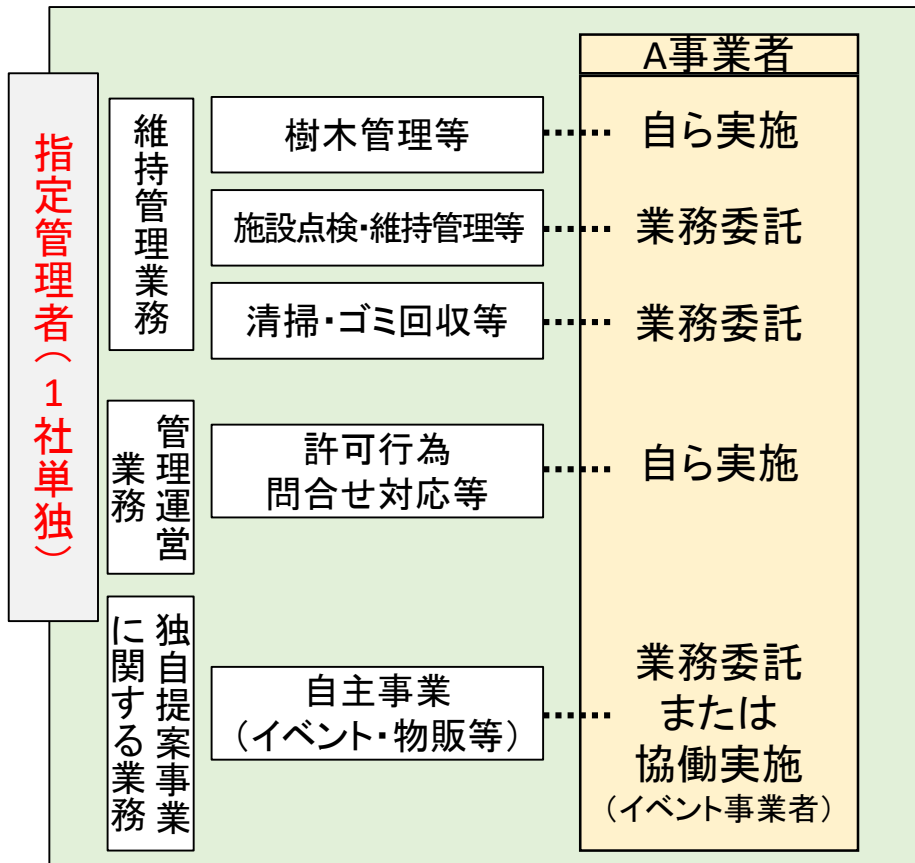 指定管理者（1社単独）
A事業者
維持管理業務
樹木管理等
自ら実施
施設点検・維持管理等
業務委託
清掃・ゴミ回収等
業務委託
管理運営
業務
許可行為
問合せ対応等
自ら実施
独自提案事業
に関する業務
自主事業
（イベント・物販等）
業務委託
または
協働実施
（イベント事業者）